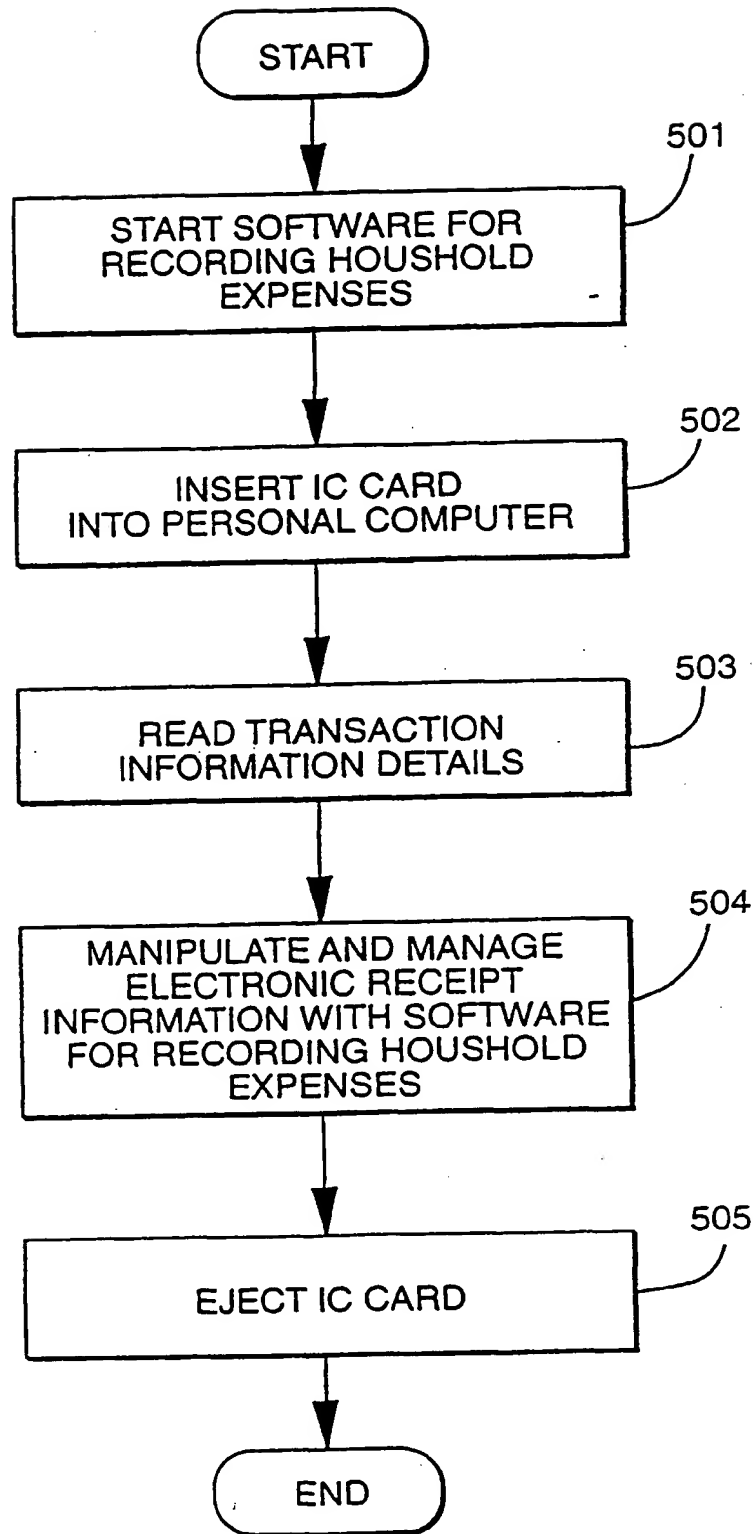 START
501
START SOFTWARE FOR
RECORDING HOUSHOLD
EXPENSES
502
INSERT IC CARD
INTO PERSONAL COMPUTER
503
READ TRANSACTION
INFORMATION DETAILS
504
MANIPULATE AND MANAGE
ELECTRONIC RECEIPT
INFORMATION WITH SOFTWARE
FOR RECORDING HOUSHOLD
EXPENSES
505
EJECT IC CARD
END